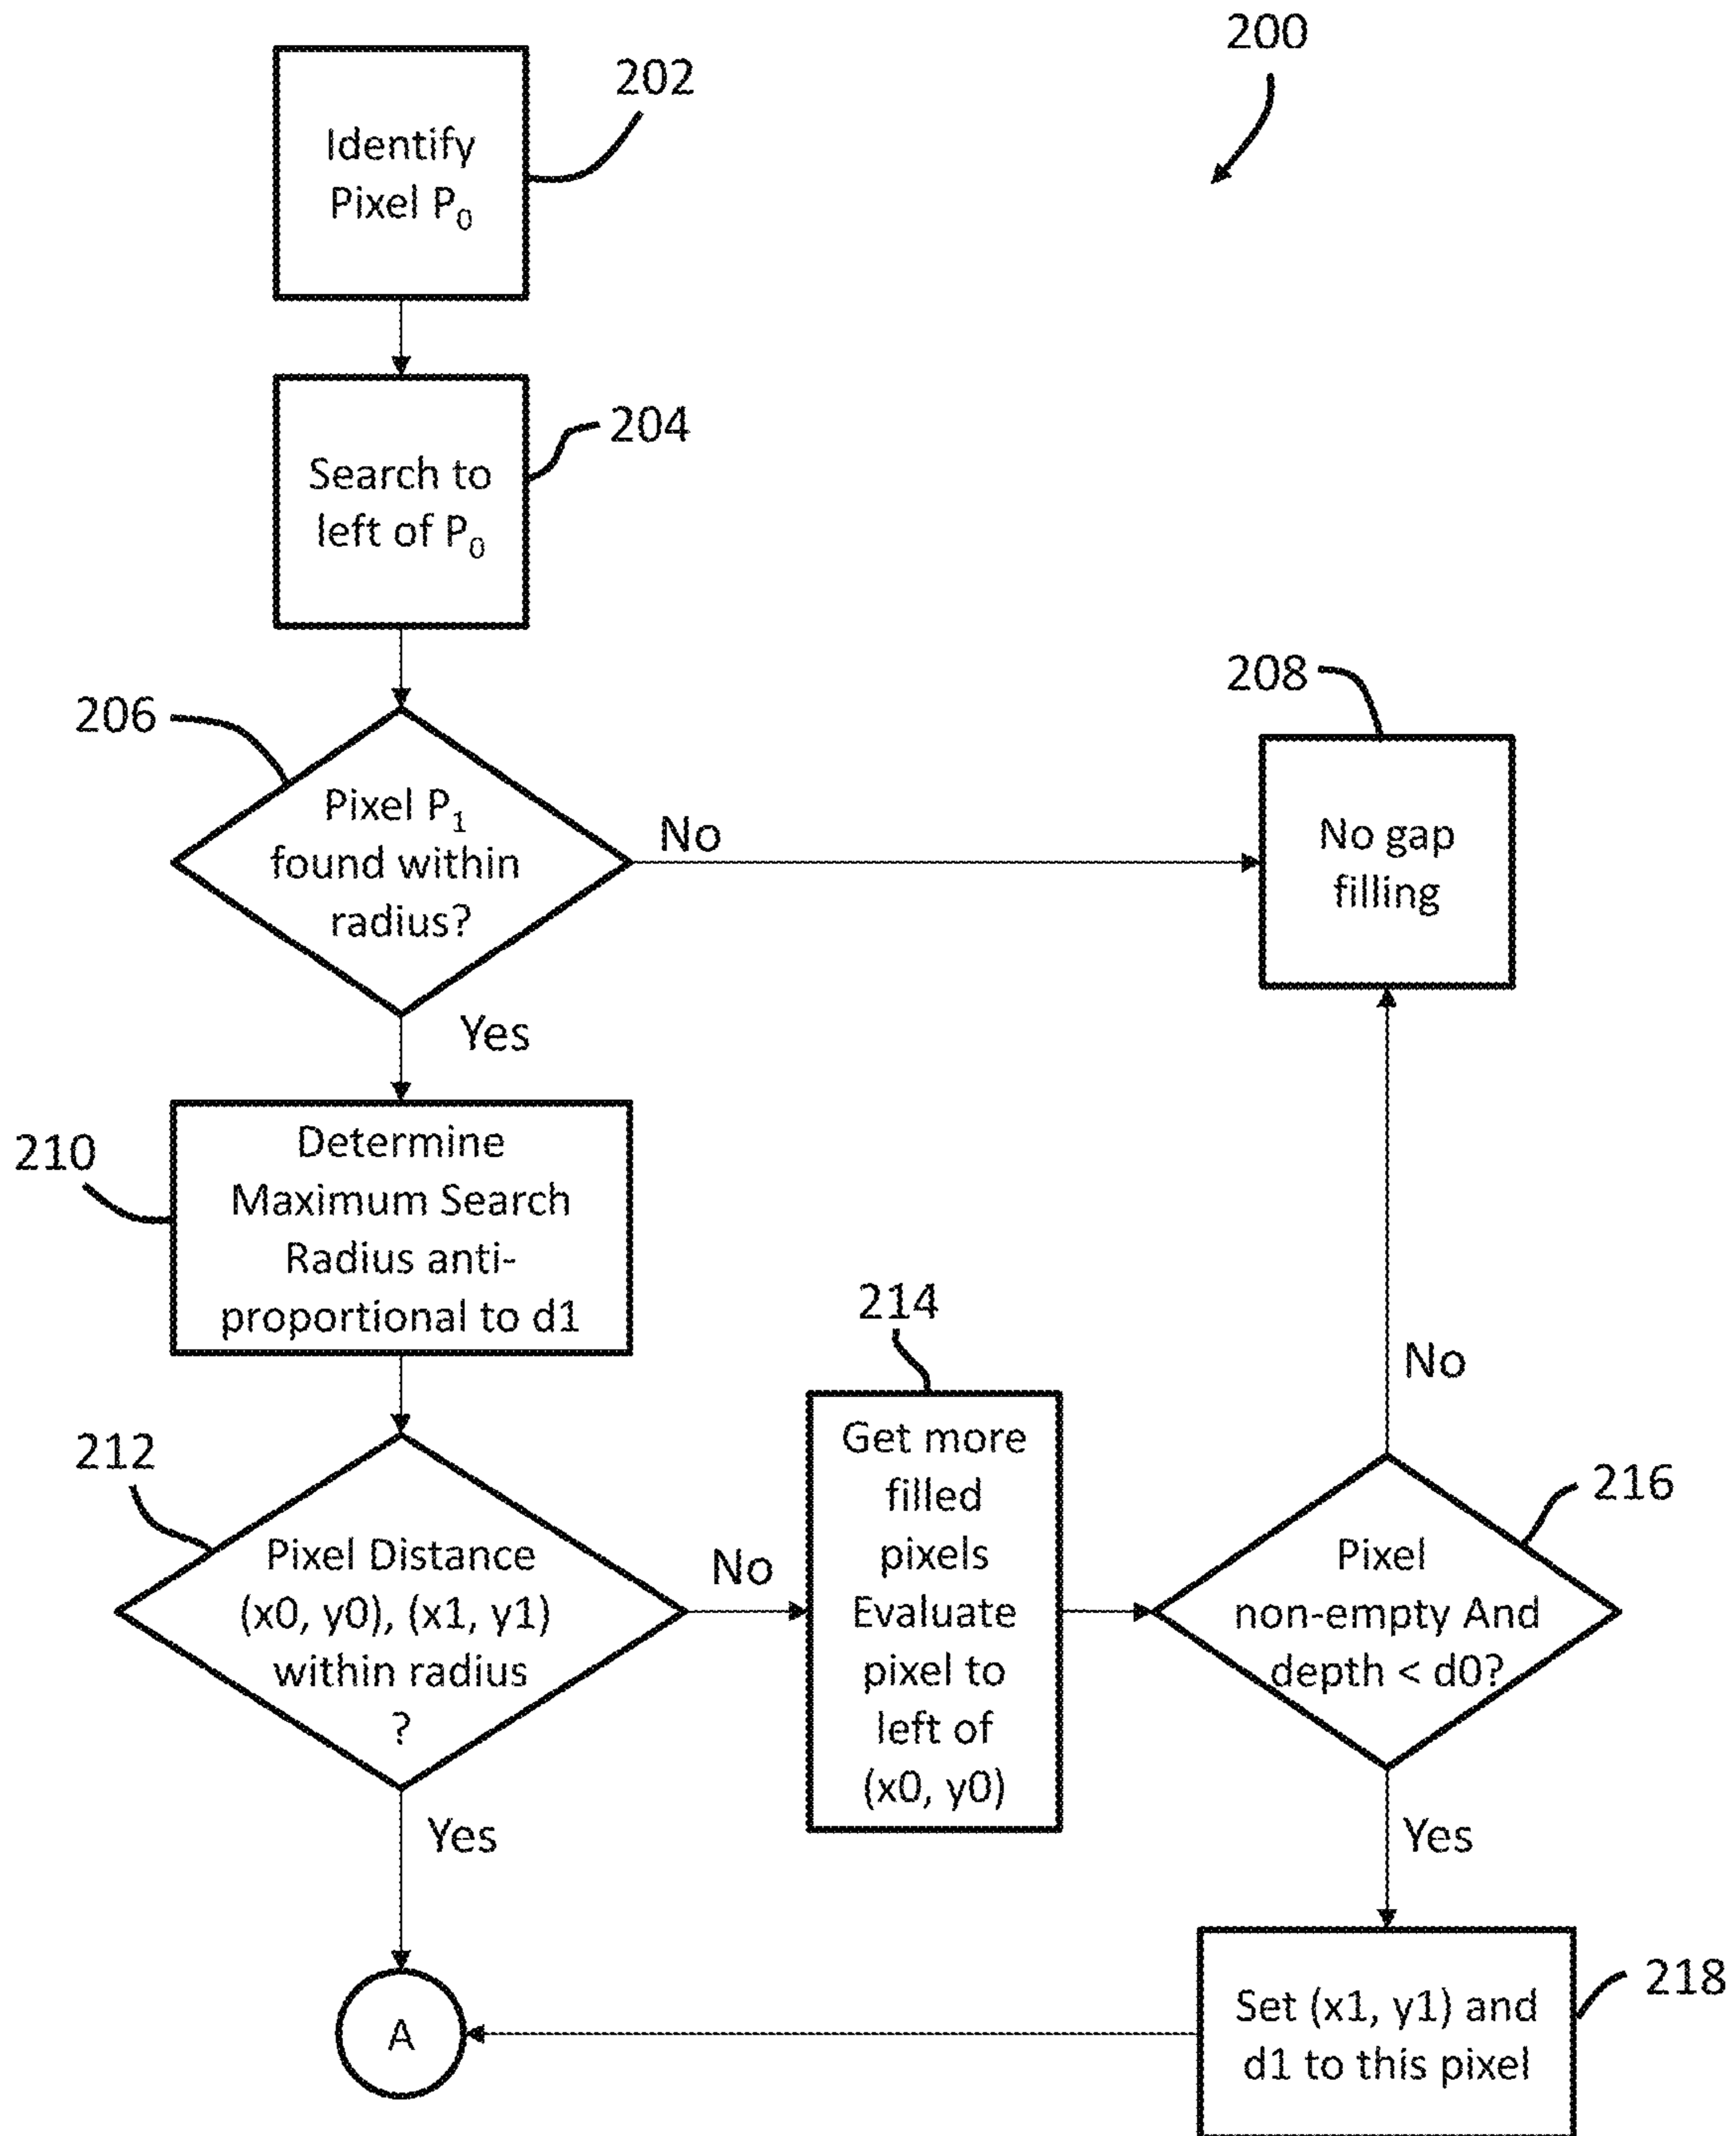 200
202
Identify
Pixel P₀
204
Search to
left of P₀
206
Pixel P₁
found within
radius?
No
208
No gap
filling
Yes
210
Determine
Maximum Search
Radius anti-
proportional to d1
212
Pixel Distance
(x0, y0), (x1, y1)
within radius
?
No
214
Get more
filled
pixels
Evaluate
pixel to
left of
(x0, y0)
No
216
Pixel
non-empty And
depth < d0?
Yes
Yes
218
Set (x1, y1) and
d1 to this pixel
A